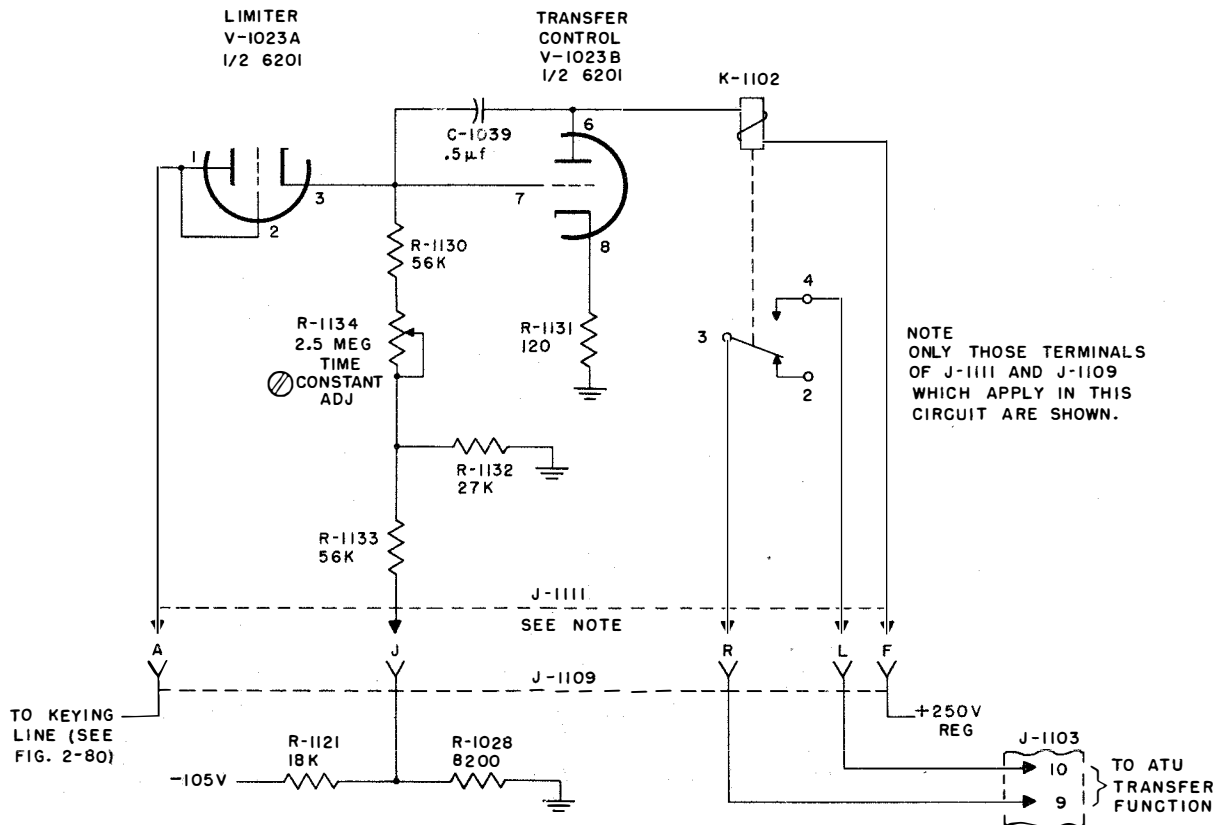 LIMITER
V-1023A
1/2 6201
TRANSFER
CONTROL
V-1023B
1/2 6201
K-1102
C-1039
.5μf
1
2
3
6
7
8
R-1130
56K
R-1134
2.5 MEG
TIME
CONSTANT
ADJ
R-1131
120
3
4
2
NOTE
ONLY THOSE TERMINALS
OF J-1111 AND J-1109
WHICH APPLY IN THIS
CIRCUIT ARE SHOWN.
R-1132
27K
R-1133
56K
J-1111
SEE NOTE
A
J
R
L
F
J-1109
TO KEYING
LINE (SEE
FIG. 2-80)
+250V
REG
R-1121
18K
R-1028
8200
-105V
J-1103
10
9
TO ATU
TRANSFER
FUNCTION